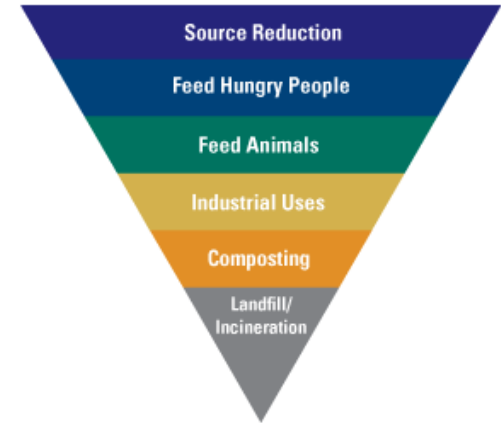 Source Reduction
Feed Hungry People
Feed Animals
Industrial Uses
Composting
Landfill/
Incineration